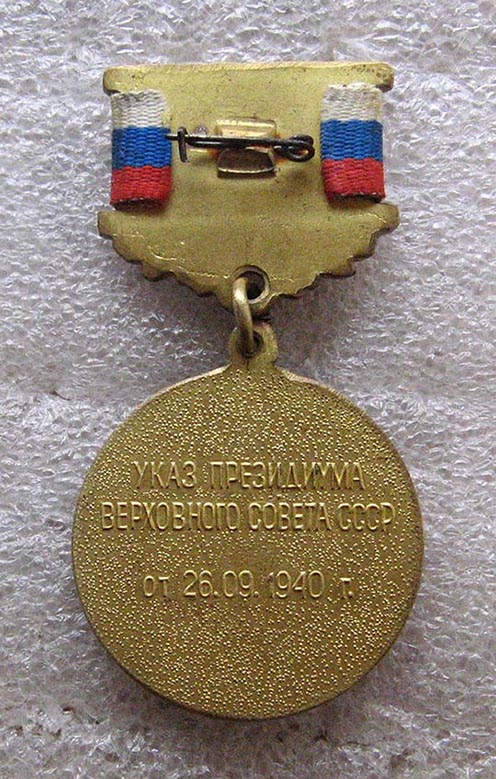 УКАЗ ПРЕЗИДИУМА
ВЕРХОВНОГО СОВЕТА СССР
от 26.09.1940 г.